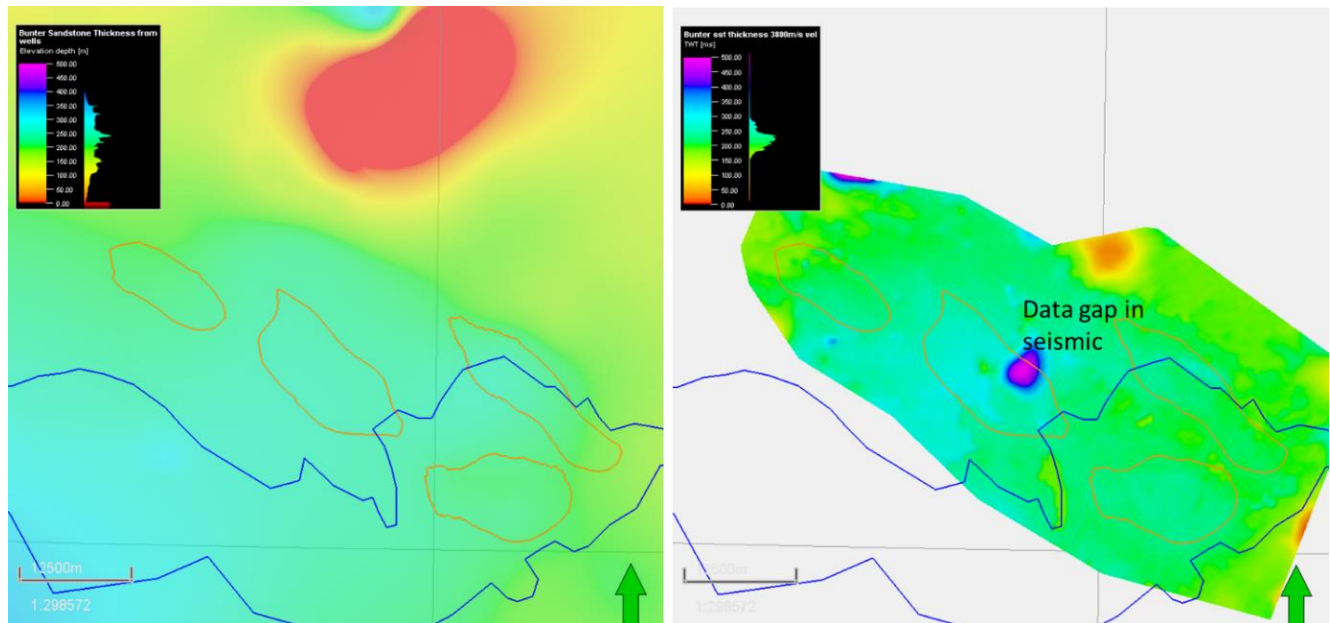 Bunter Sandstone Thickness from
wells
Elevation depth [m]
500.00
450.00
400.00
350.00
300.00
250.00
200.00
150.00
100.00
50.00
0.00
12500m
1:298572
Bunter sst thickness 3800m/s vel
TWT [ms]
500.00
450.00
400.00
350.00
300.00
250.00
200.00
150.00
100.00
50.00
0.00
Data gap in
seismic
12500m
1:298572